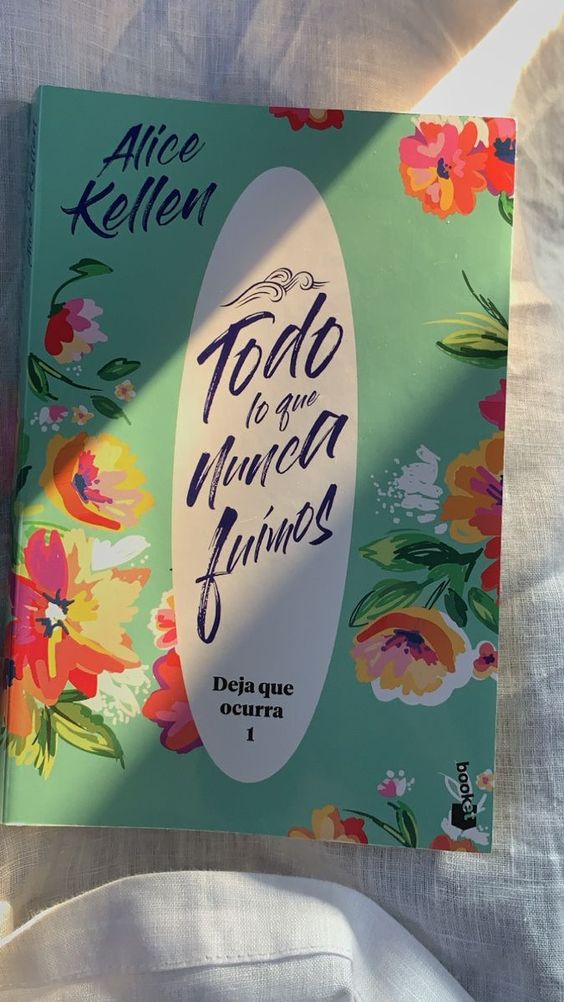 Alice
Kellen
Todo
lo que
nunca
fuimos
Deja que
ocurra
1
booket